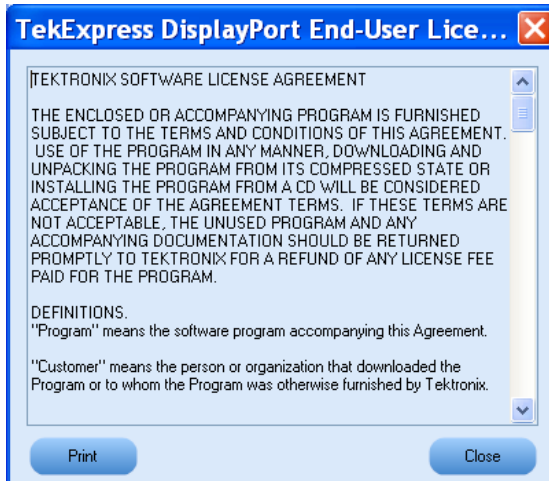 TekExpress DisplayPort End-User Lice...
TEKTRONIX SOFTWARE LICENSE AGREEMENT
THE ENCLOSED OR ACCOMPANYING PROGRAM IS FURNISHED
SUBJECT TO THE TERMS AND CONDITIONS OF THIS AGREEMENT.
USE OF THE PROGRAM IN ANY MANNER, DOWNLOADING AND
UNPACKING THE PROGRAM FROM ITS COMPRESSED STATE OR
INSTALLING THE PROGRAM FROM A CD WILL BE CONSIDERED
ACCEPTANCE OF THE AGREEMENT TERMS.  IF THESE TERMS ARE
NOT ACCEPTABLE, THE UNUSED PROGRAM AND ANY
ACCOMPANYING DOCUMENTATION SHOULD BE RETURNED
PROMPTLY TO TEKTRONIX FOR A REFUND OF ANY LICENSE FEE
PAID FOR THE PROGRAM.
DEFINITIONS.
"Program" means the software program accompanying this Agreement.
"Customer" means the person or organization that downloaded the
Program or to whom the Program was otherwise furnished by Tektronix.
Print
Close